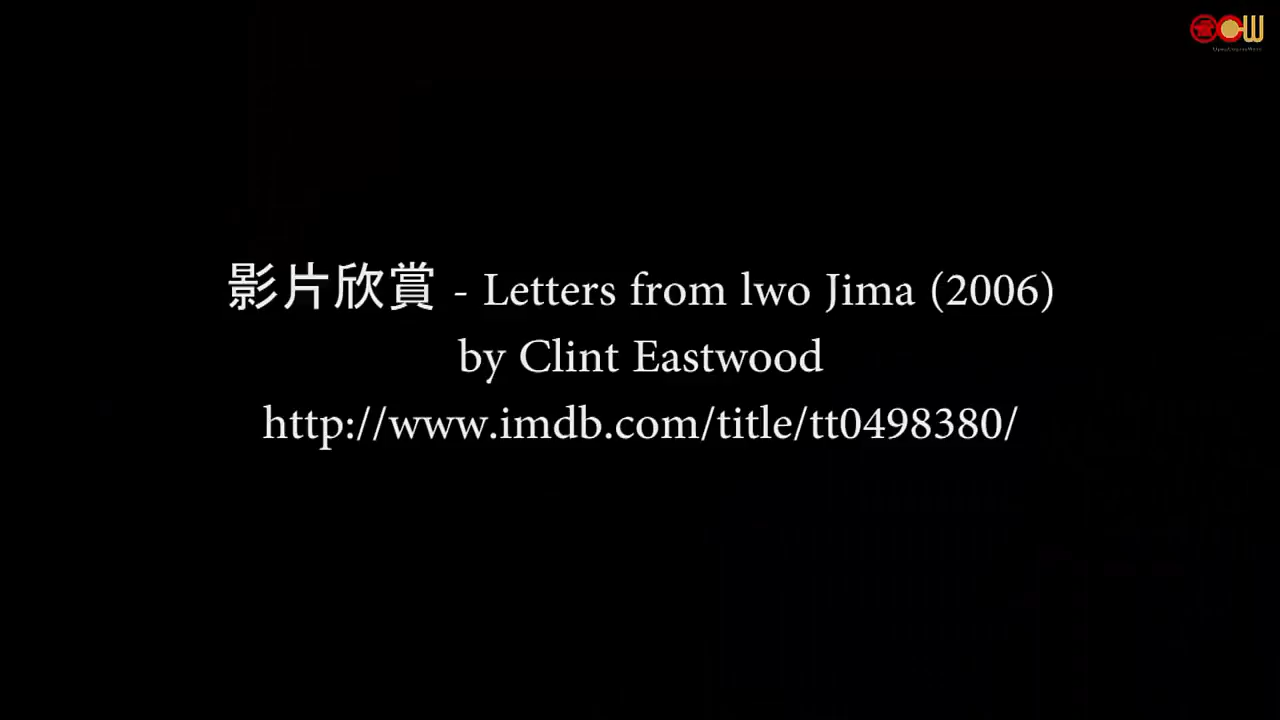 影片欣賞 - Letters from lwo Jima (2006)
by Clint Eastwood
http://www.imdb.com/title/tt0498380/